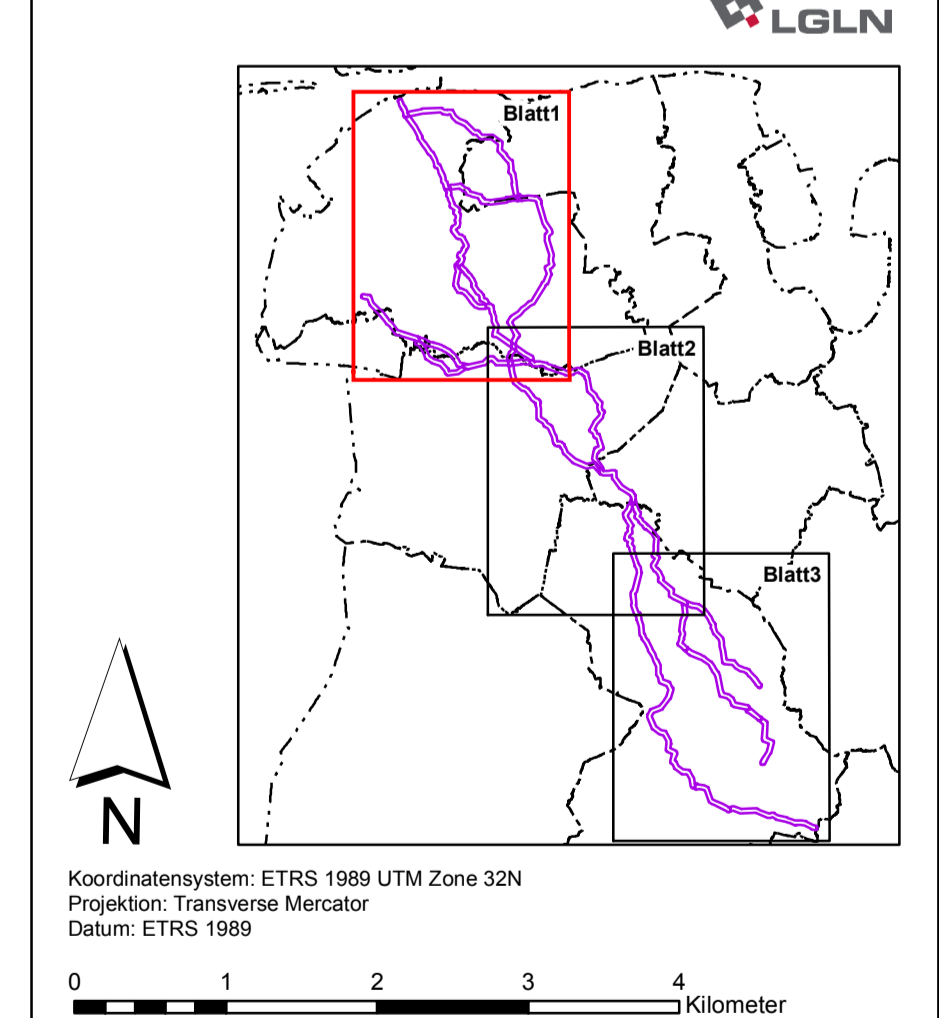 LGLN
Blatt1
Blatt2
Blatt3
N
Koordinatensystem: ETRS 1989 UTM Zone 32N
Projektion: Transverse Mercator
Datum: ETRS 1989
0 1 2 3 4
Kilometer